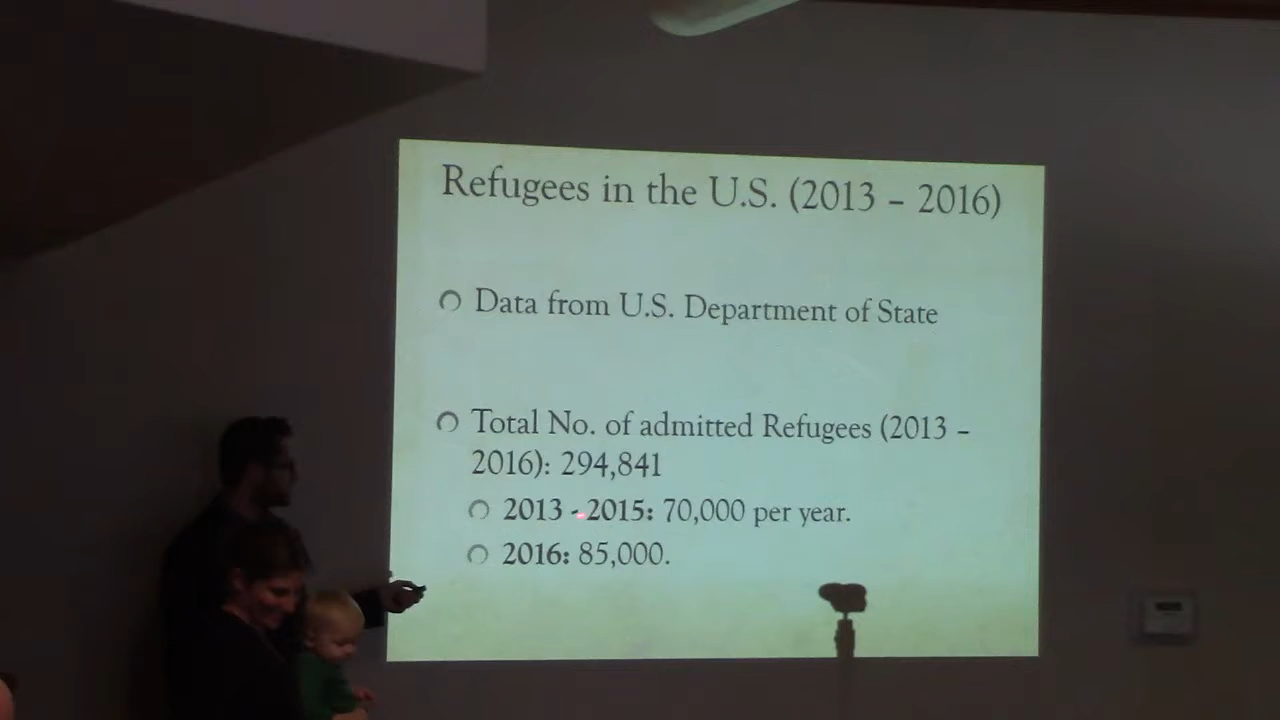 Refugees in the U.S. (2013 – 2016)
Data from U.S. Department of State
Total No. of admitted Refugees (2013 –
2016): 294,841
2013 - 2015: 70,000 per year.
2016: 85,000.